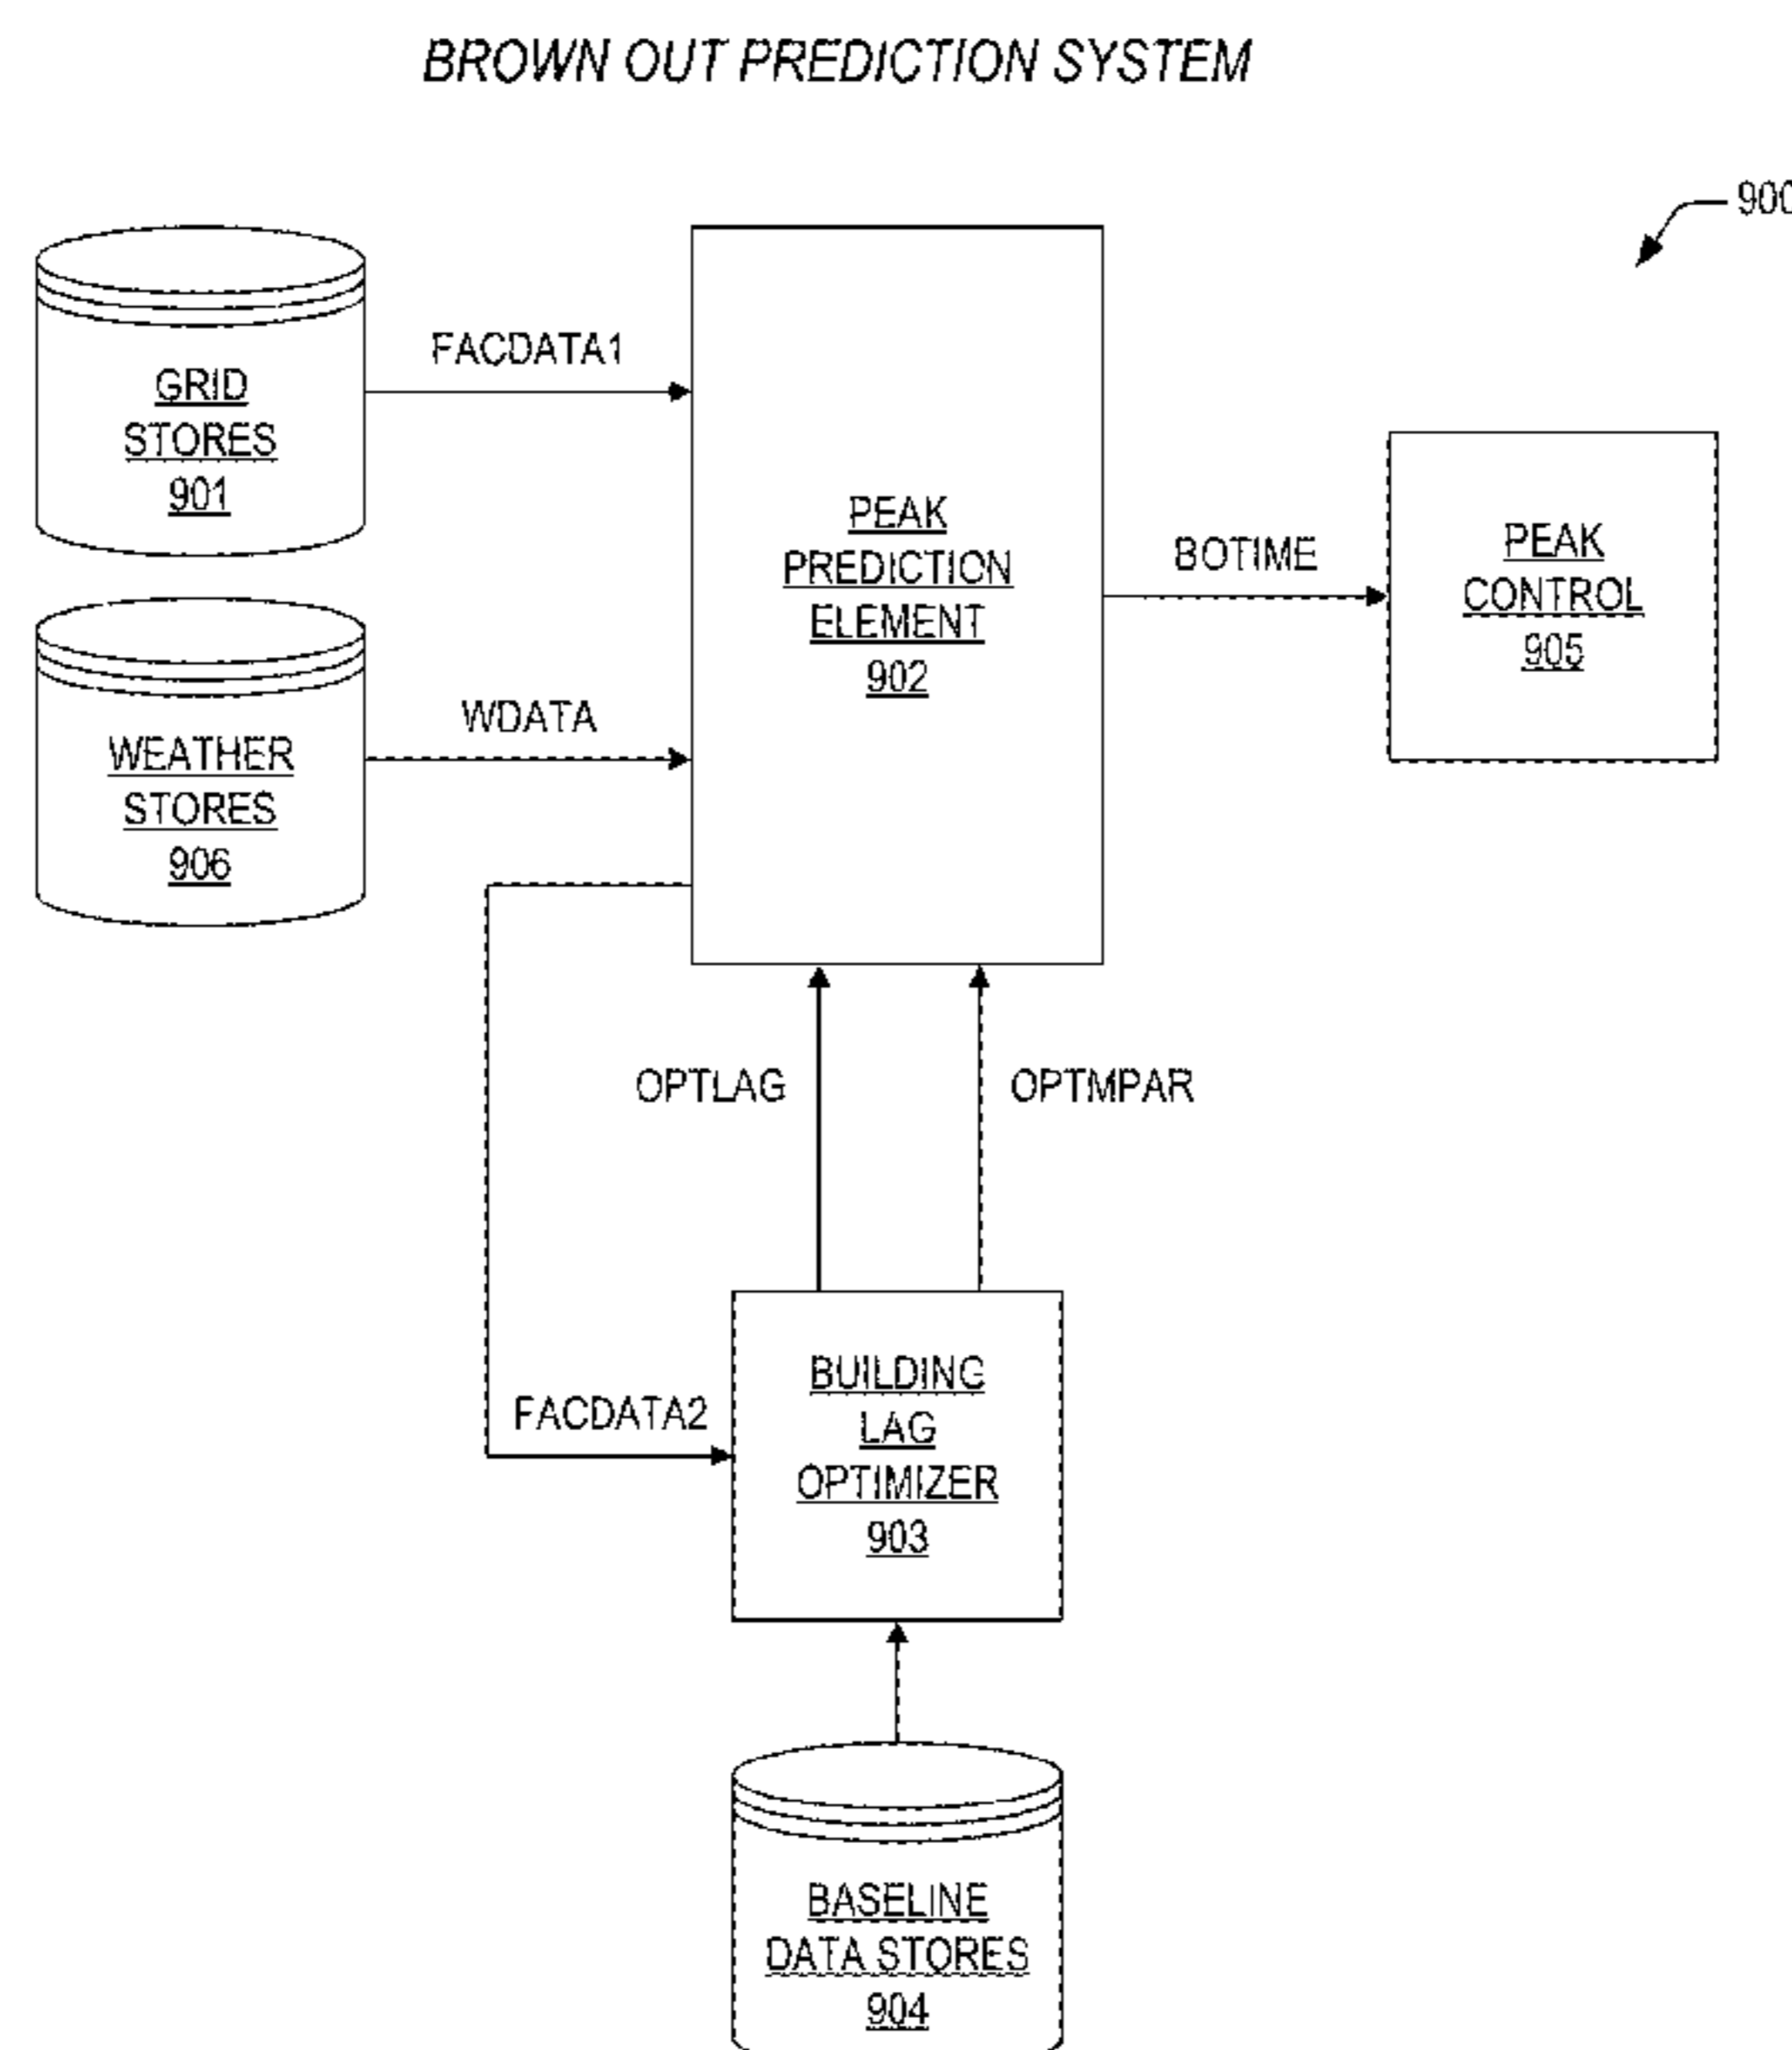 BROWN OUT PREDICTION SYSTEM
900
GRID
STORES
901
FACDATA1
PEAK
PREDICTION
ELEMENT
902
BOTIME
PEAK
CONTROL
905
WEATHER
STORES
906
WDATA
OPTLAG
OPTMPAR
FACDATA2
BUILDING
LAG
OPTIMIZER
903
BASELINE
DATA STORES
904